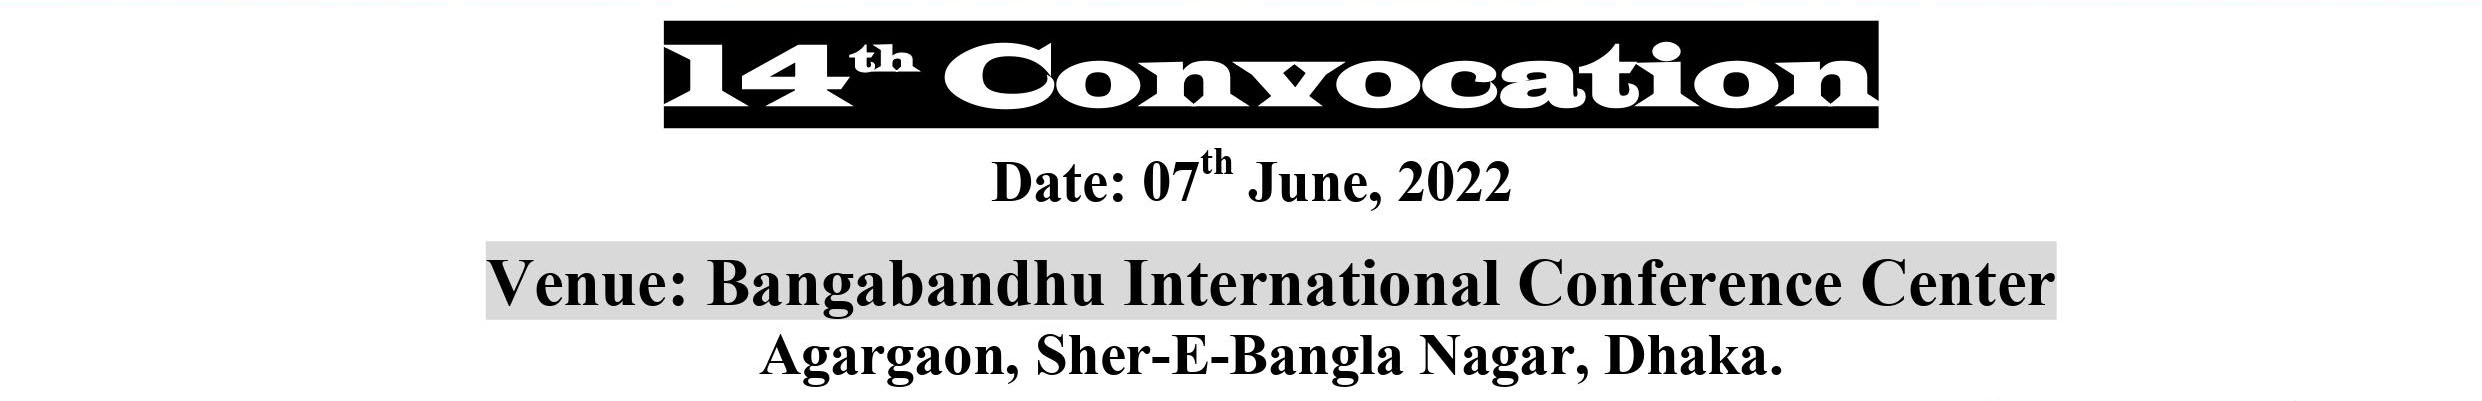 14th Convocation
Date: 07th June, 2022
Venue: Bangabandhu International Conference Center
Agargaon, Sher-E-Bangla Nagar, Dhaka.